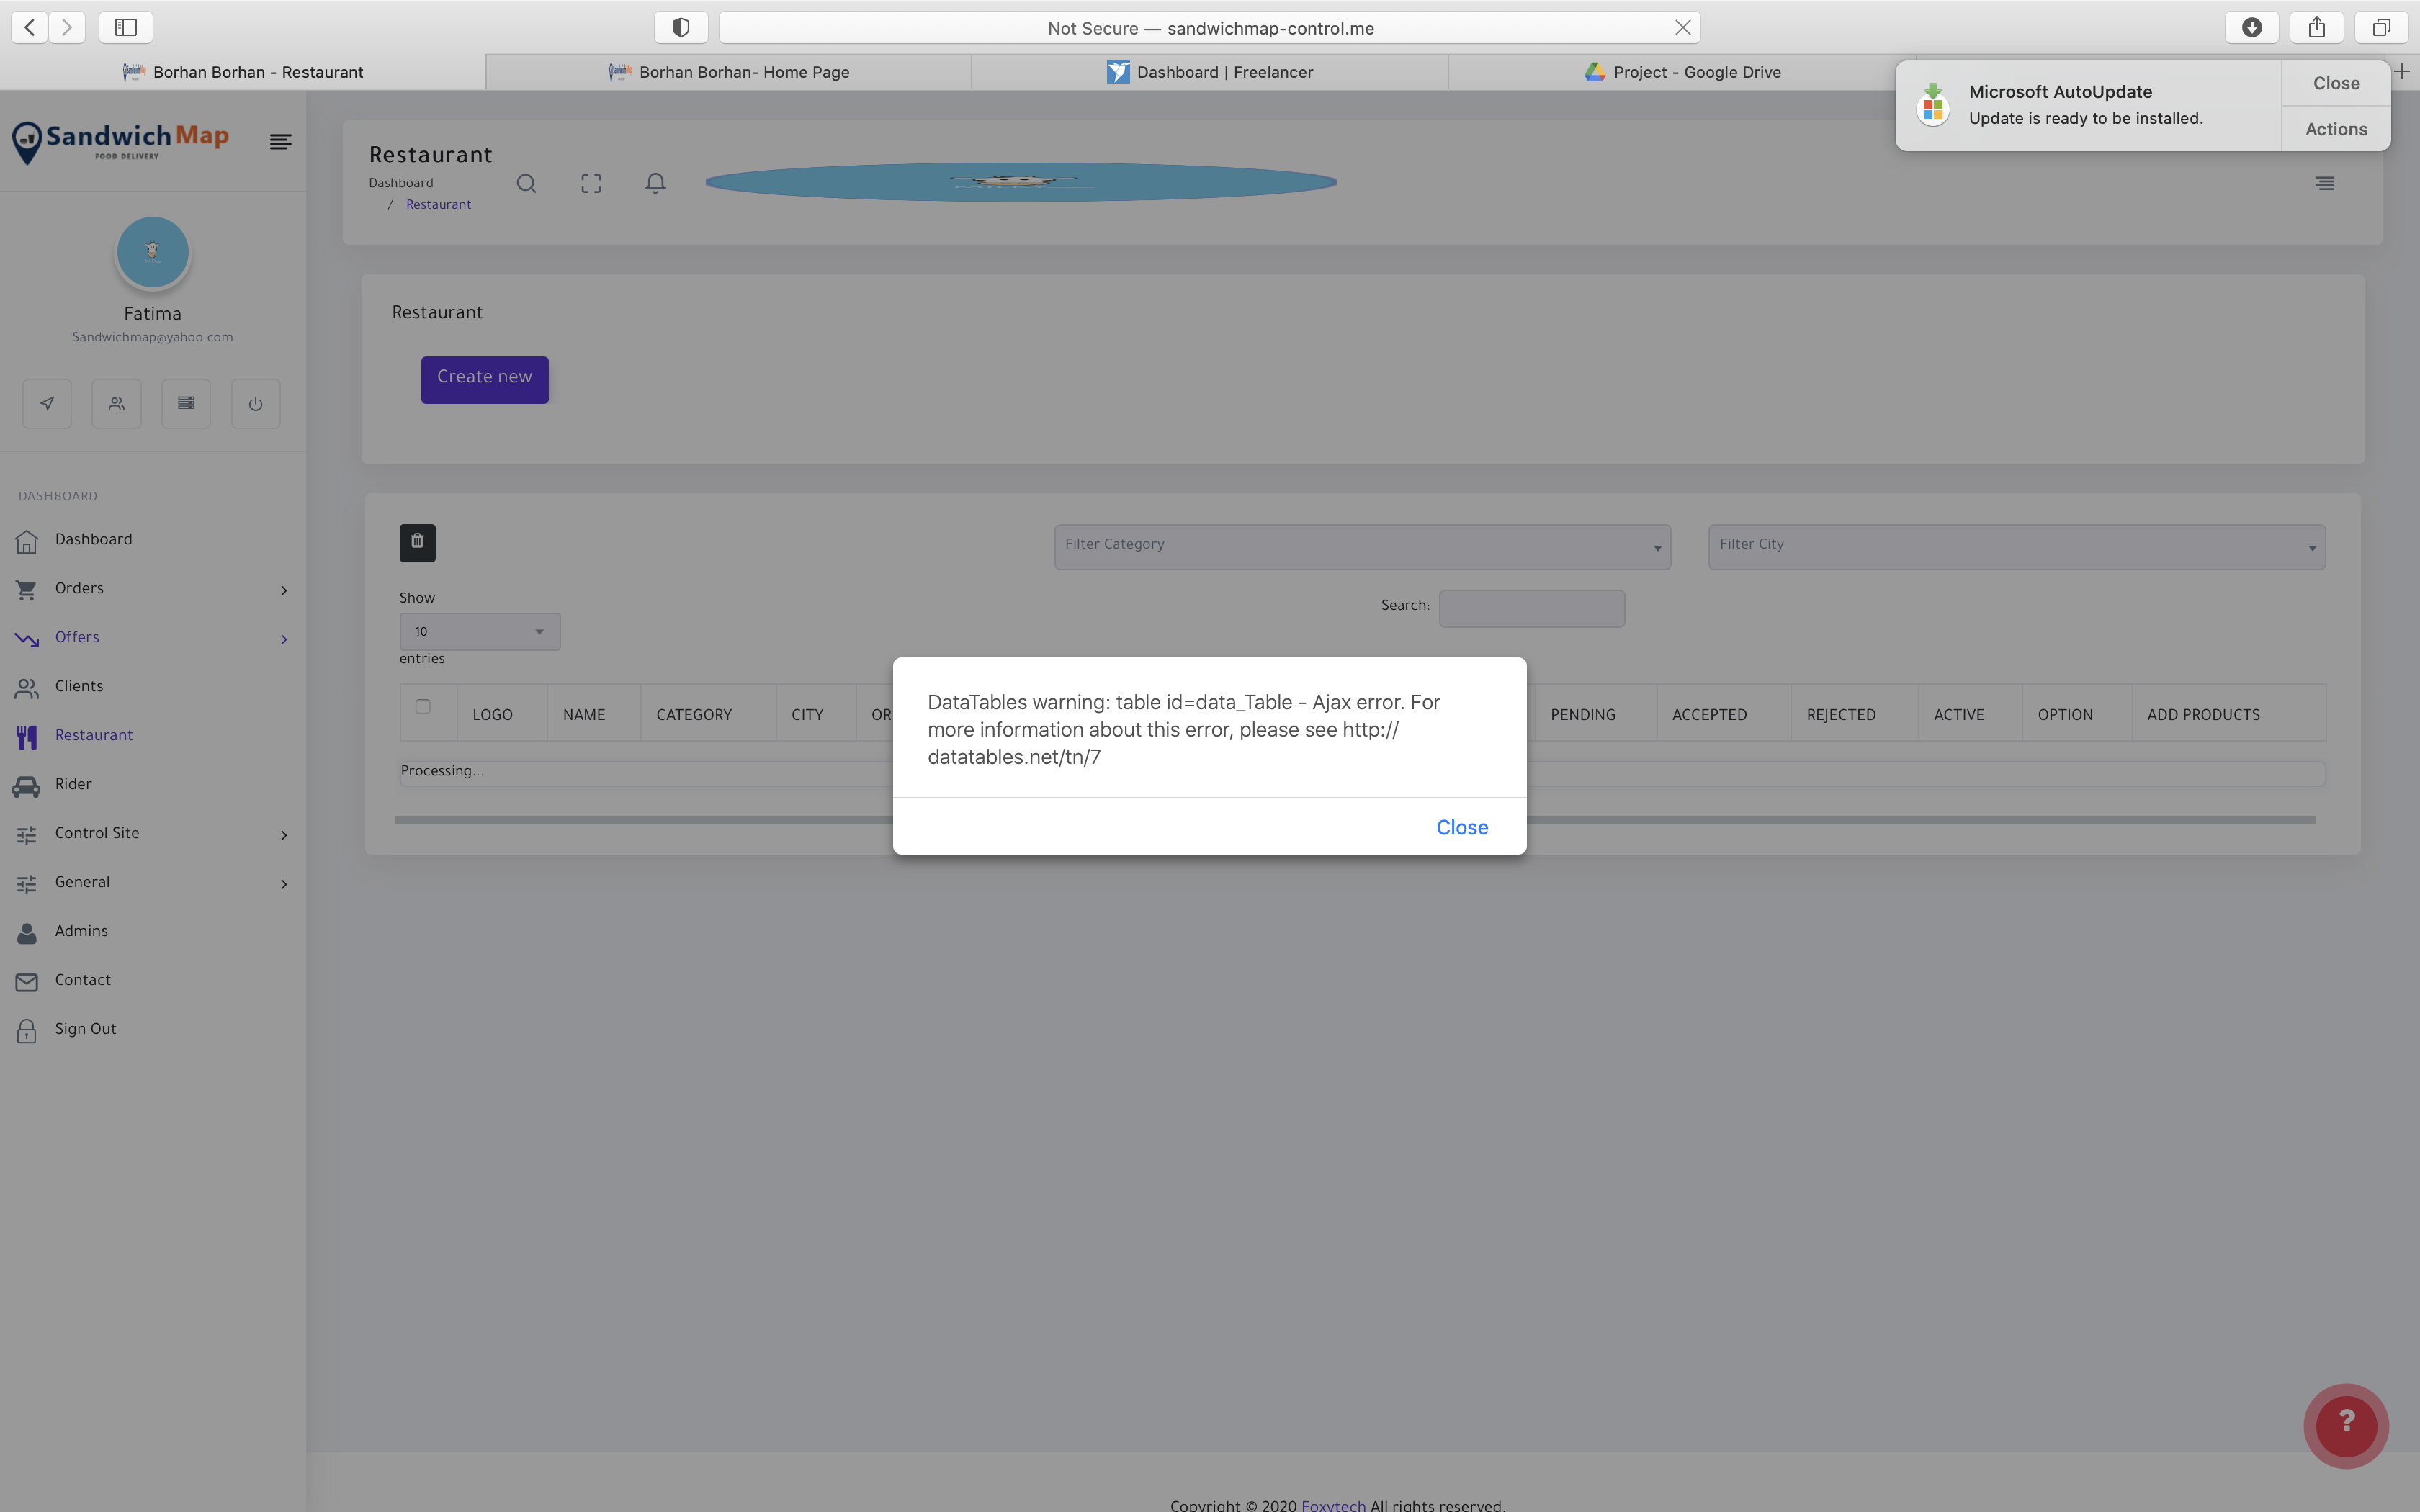 Not Secure — sandwichmap-control.me
Borhan Borhan - Restaurant
Borhan Borhan- Home Page
Dashboard | Freelancer
Project - Google Drive
Microsoft AutoUpdate
Update is ready to be installed.
Close
Actions
Sandwich Map
FOOD DELIVERY
Restaurant
Dashboard
/ Restaurant
Fatima
Sandwichmap@yahoo.com
Restaurant
Create new
DASHBOARD
Dashboard
Orders
Offers
Clients
Restaurant
Rider
Control Site
General
Admins
Contact
Sign Out
Filter Category
Filter City
Show
10
entries
Search:
LOGO NAME CATEGORY CITY OR PENDING ACCEPTED REJECTED ACTIVE OPTION ADD PRODUCTS
Processing...
DataTables warning: table id=data_Table - Ajax error. For
more information about this error, please see http://
datatables.net/tn/7
Close
?
Copyright © 2020 Foxytech All rights reserved.